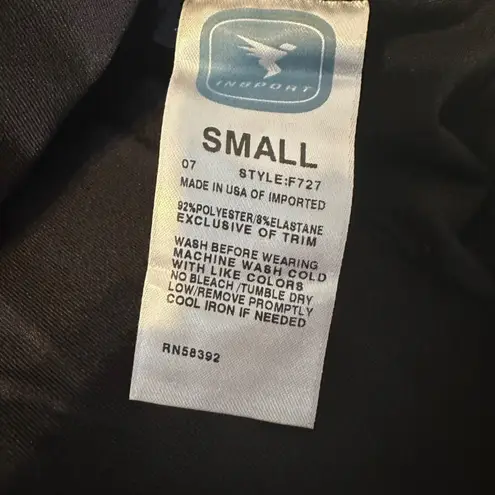 INSPORT
SMALL
07 STYLE:F727
MADE IN USA OF IMPORTED
92%POLYESTER/8%ELASTANE
EXCLUSIVE OF TRIM
WASH BEFORE WEARING
MACHINE WASH COLD
WITH LIKE COLORS
NO BLEACH /TUMBLE DRY
LOW/REMOVE PROMPTLY
COOL IRON IF NEEDED
RN58392